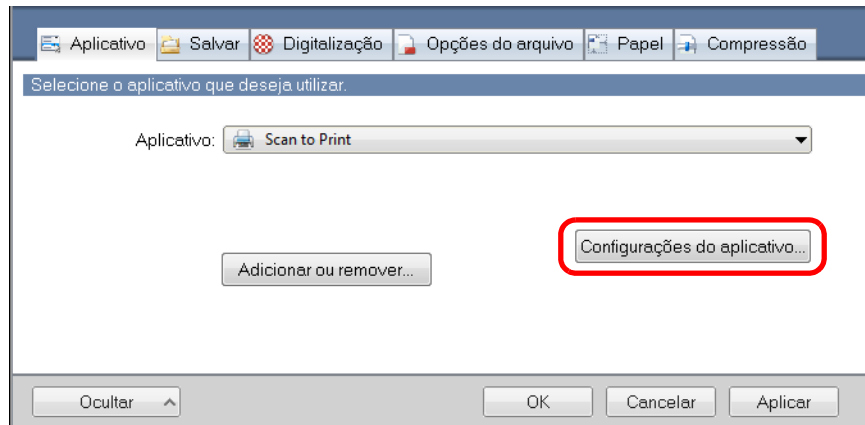 Aplicativo Salvar Digitalização Opções do arquivo Papel Compressão
Selecione o aplicativo que deseja utilizar.
Aplicativo: Scan to Print
Configurações do aplicativo...
Adicionar ou remover...
Ocultar OK Cancelar Aplicar